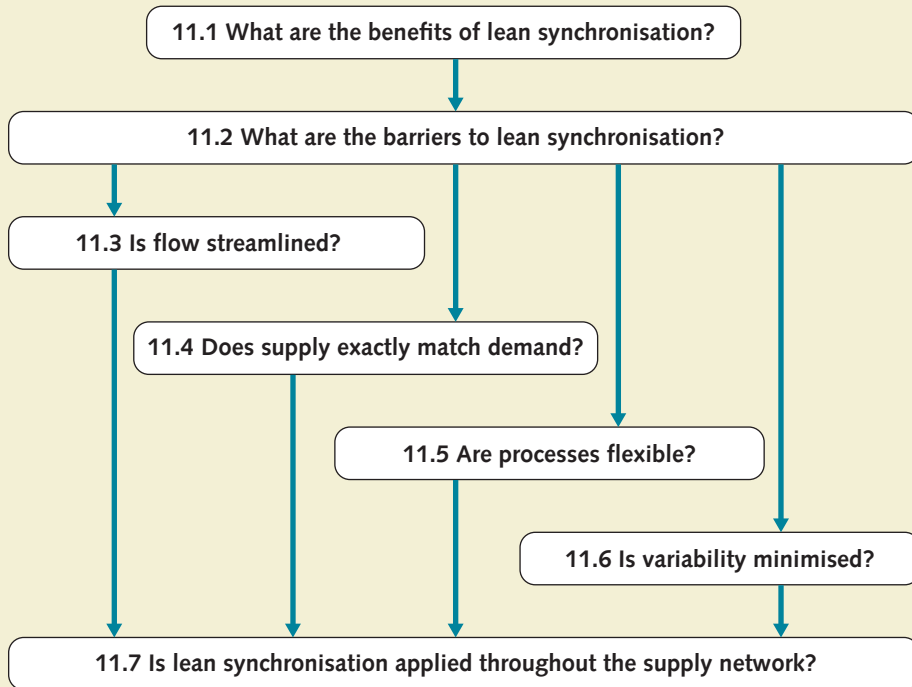 11.1 What are the benefits of lean synchronisation?
11.2 What are the barriers to lean synchronisation?
11.3 Is flow streamlined?
11.4 Does supply exactly match demand?
11.5 Are processes flexible?
11.6 Is variability minimised?
11.7 Is lean synchronisation applied throughout the supply network?